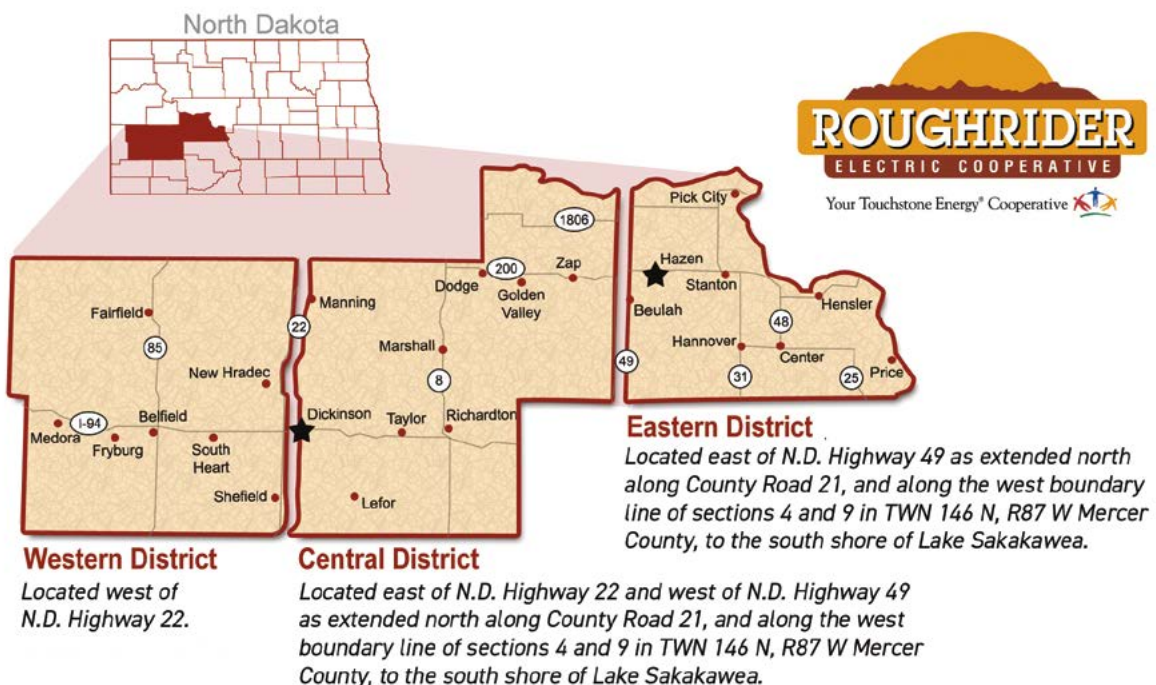 North Dakota
ROUGHRIDER
ELECTRIC COOPERATIVE
Your Touchstone Energy® Cooperative
Pick City
1806
Hazen
200
Zap
Dodge
Golden
Valley
Stanton
Beulah
Hensler
Manning
Fairfield
22
48
Marshall
Hannover
Center
85
49
Price
New Hradec
8
31
25
Dickinson
Taylor
Richardton
Belfield
I-94
Medora
Fryburg
South
Heart
Shefield
Lefor
Eastern District
Located east of N.D. Highway 49 as extended north
along County Road 21, and along the west boundary
line of sections 4 and 9 in TWN 146 N, R87 W Mercer
County, to the south shore of Lake Sakakawea.
Western District
Located west of
N.D. Highway 22.
Central District
Located east of N.D. Highway 22 and west of N.D. Highway 49
as extended north along County Road 21, and along the west
boundary line of sections 4 and 9 in TWN 146 N, R87 W Mercer
County, to the south shore of Lake Sakakawea.